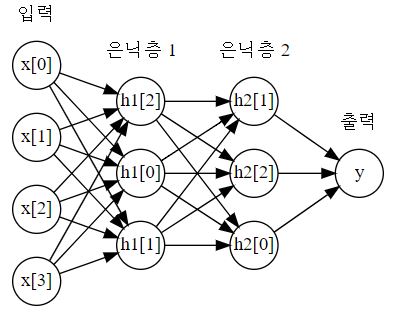 입력
은닉층 1
은닉층 2
출력
x[0]
x[1]
x[2]
x[3]
h1[2]
h1[0]
h1[1]
h2[1]
h2[2]
h2[0]
y